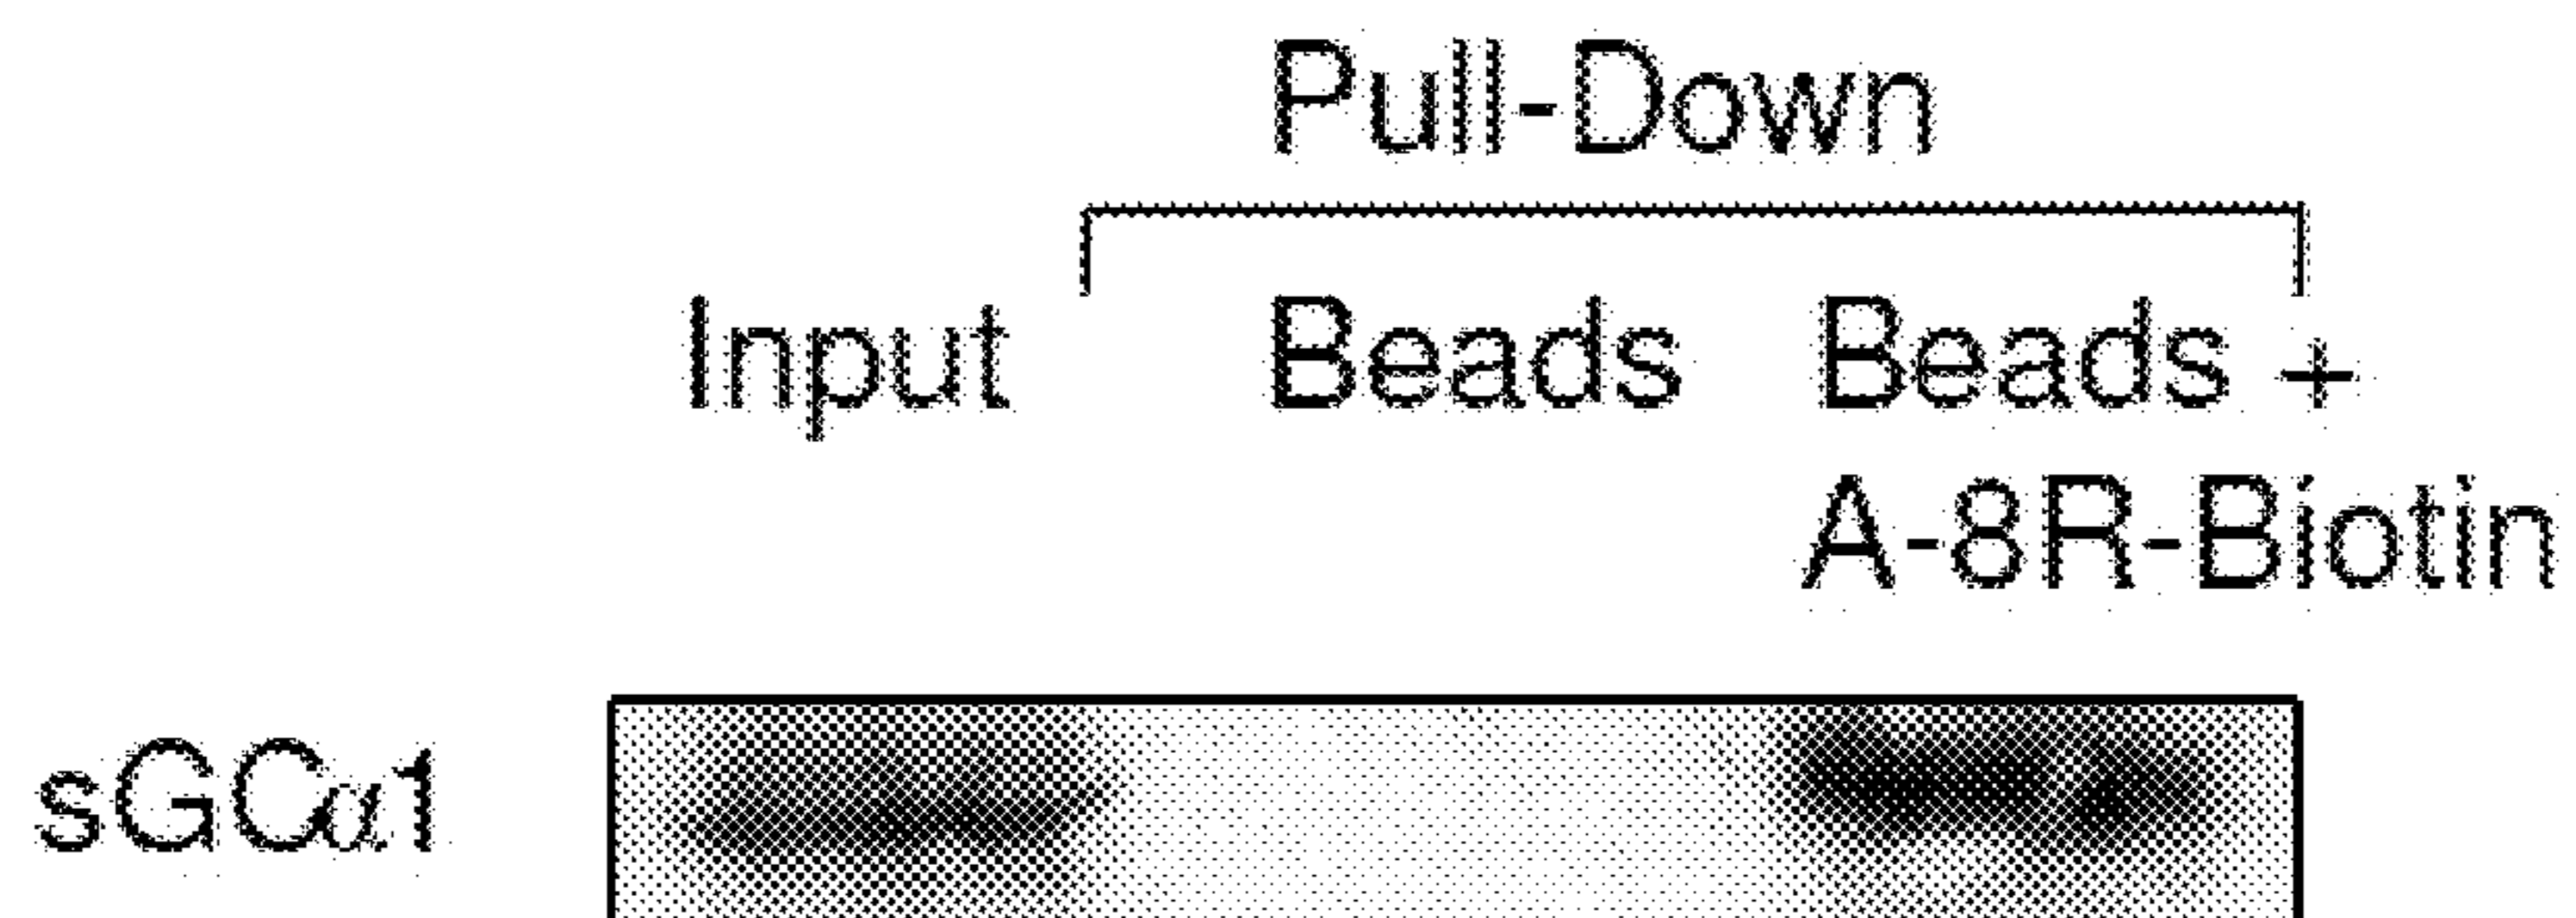 Pull-Down
Input Beads Beads +
A-8R-Biotin
sGCα1